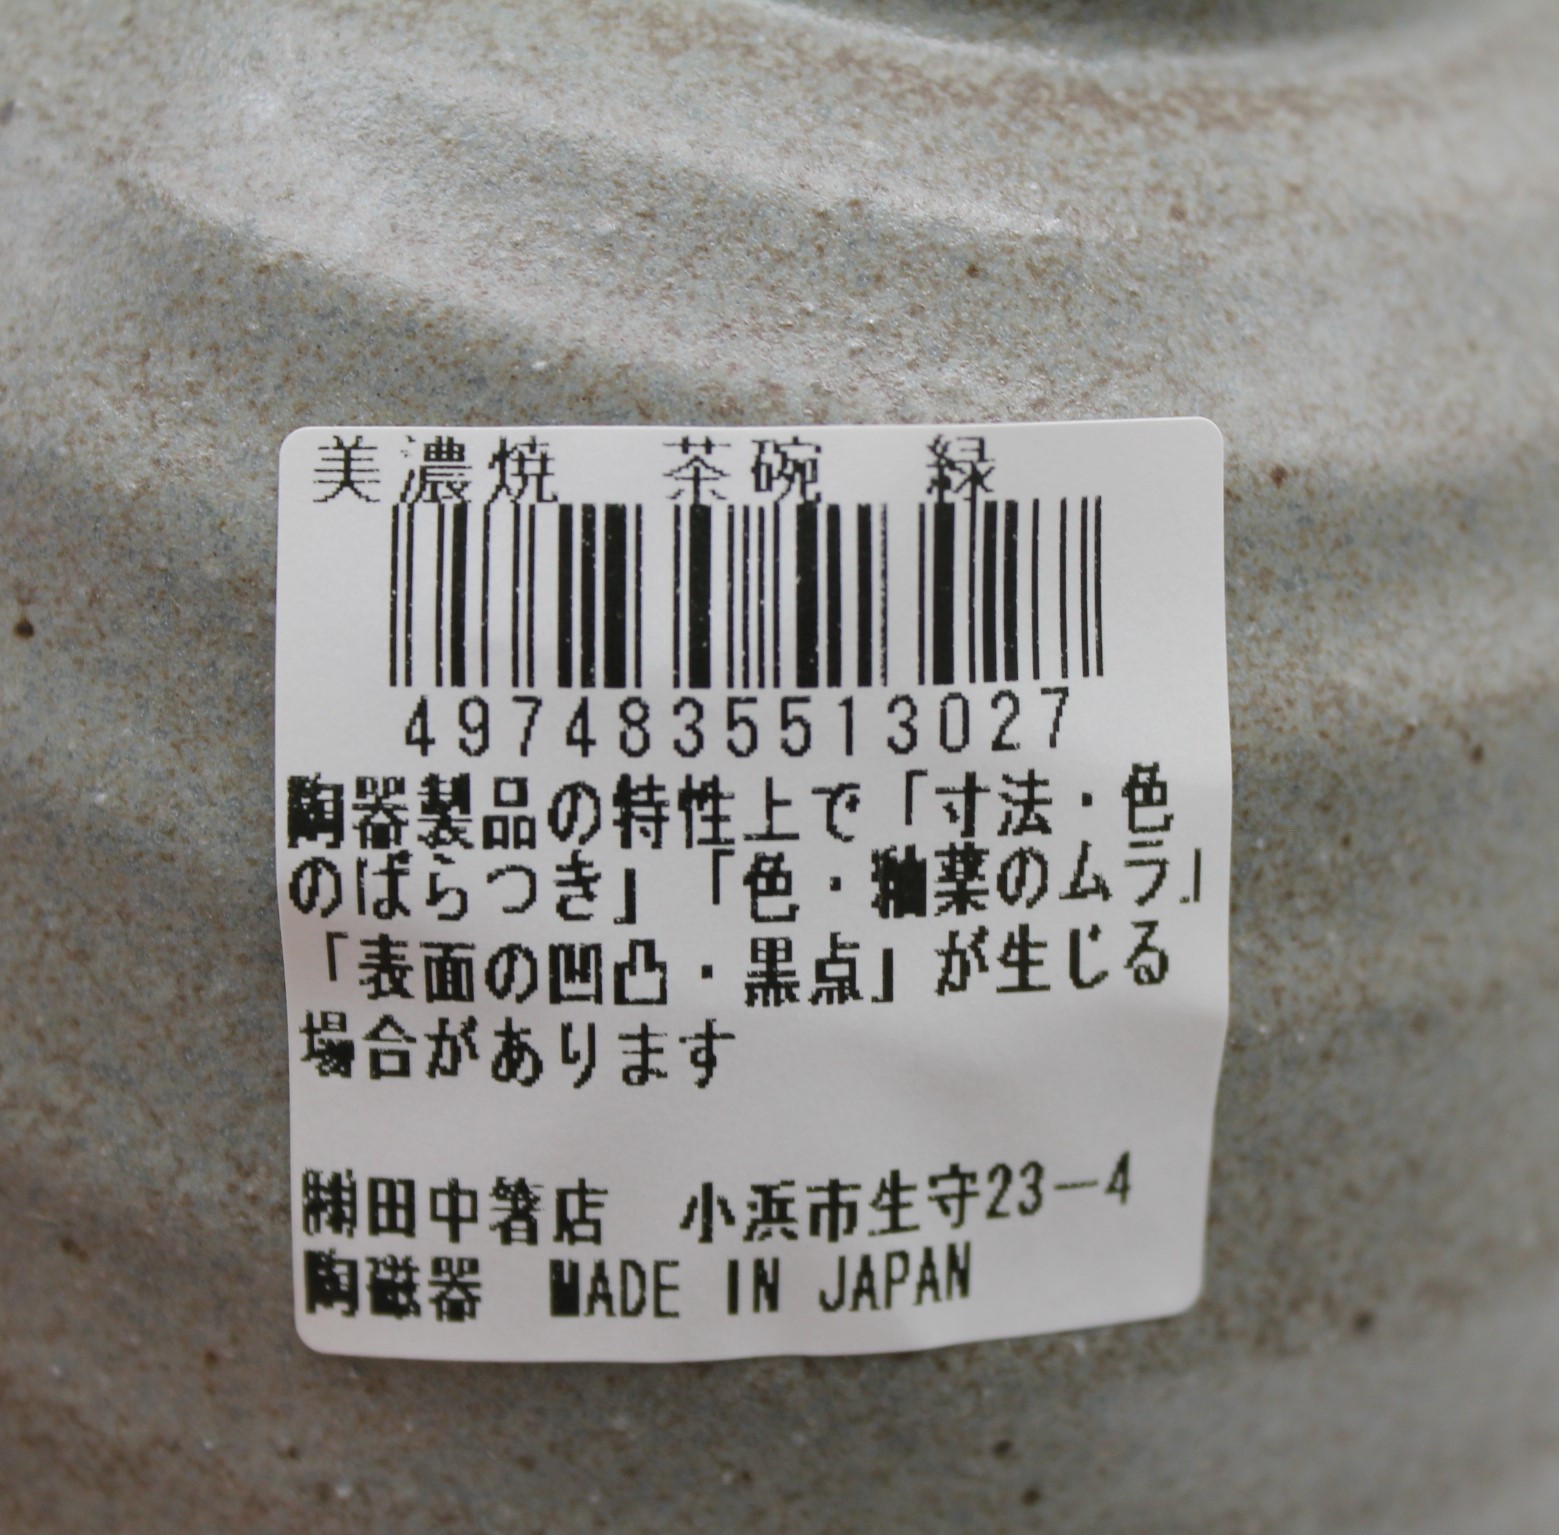 美濃焼　茶碗　緑
4974835513027
陶器製品の特性上で「寸法・色
のばらつき」「色・釉薬のムラ」
「表面の凹凸・黒点」が生じる
場合があります
㈱田中箸店　小浜市生守23－4
陶磁器　MADE IN JAPAN